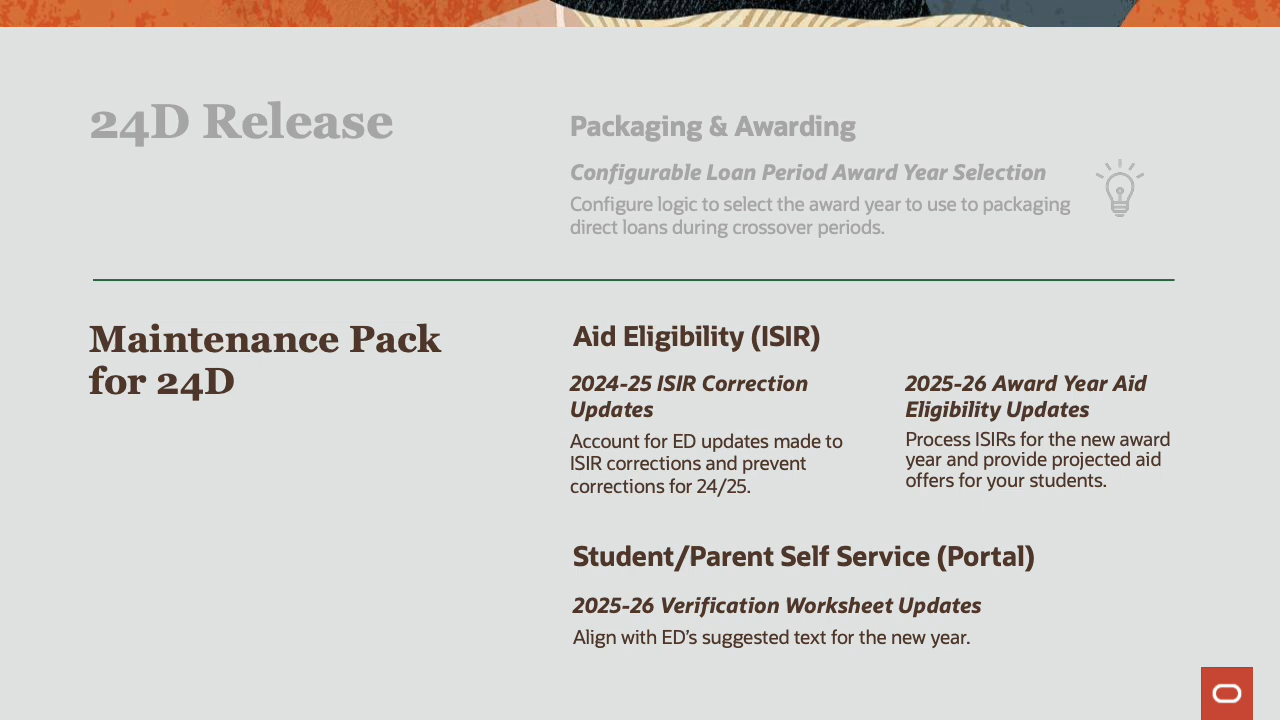 24D Release
Packaging & Awarding
Configurable Loan Period Award Year Selection
Configure logic to select the award year to use to packaging
direct loans during crossover periods.
Maintenance Pack
for 24D
Aid Eligibility (ISIR)
2024-25 ISIR Correction
Updates
Account for ED updates made to
ISIR corrections and prevent
corrections for 24/25.
2025-26 Award Year Aid
Eligibility Updates
Process ISIRs for the new award
year and provide projected aid
offers for your students.
Student/Parent Self Service (Portal)
2025-26 Verification Worksheet Updates
Align with ED’s suggested text for the new year.